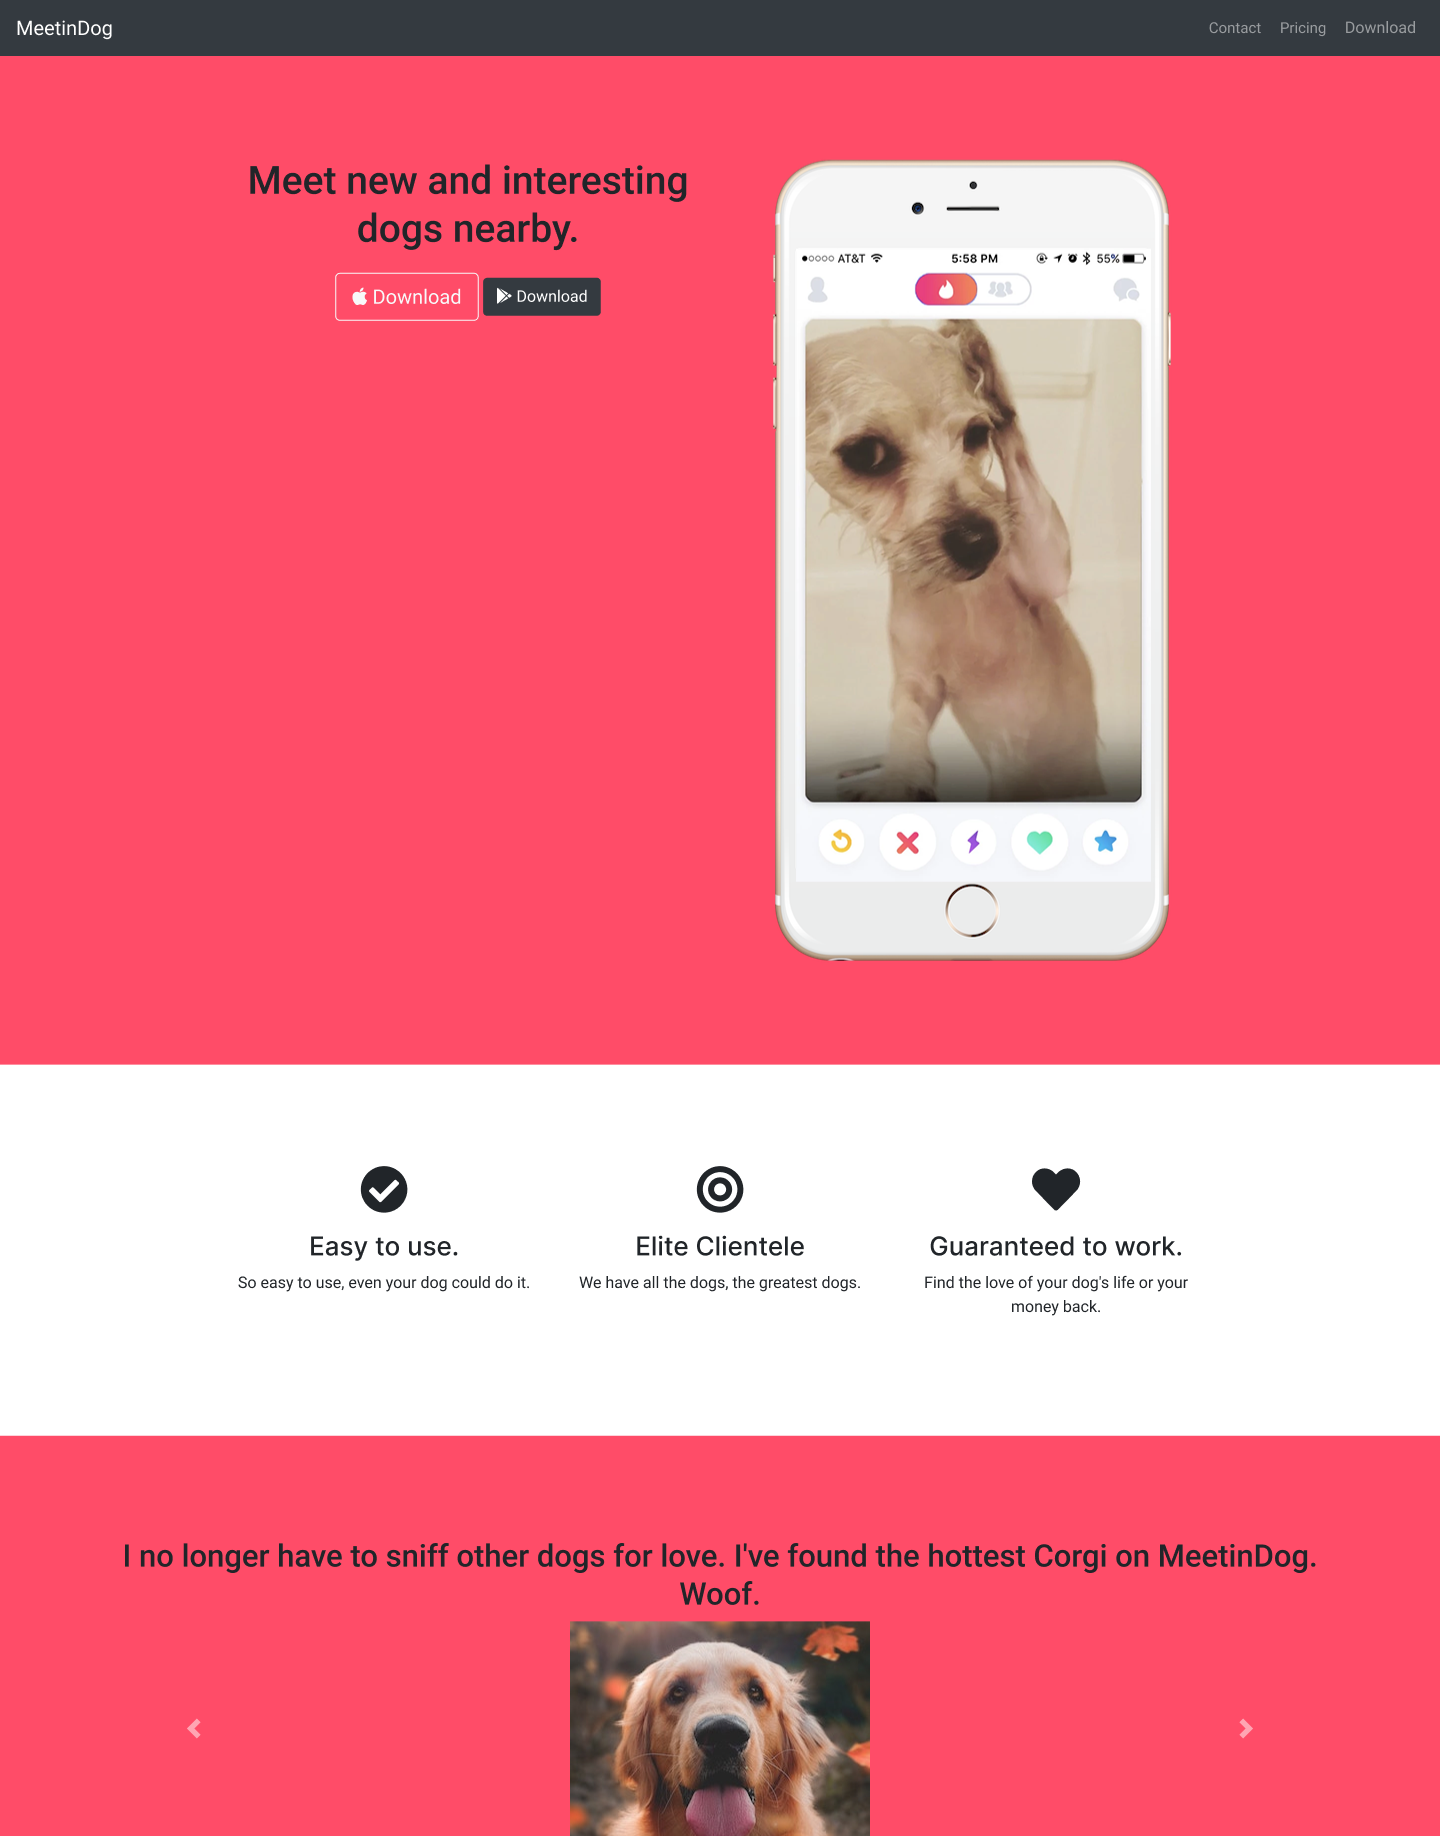 MeetinDog
Contact Pricing Download
Meet new and interesting
dogs nearby.
Download Download
AT&T 5:58 PM 55%
Easy to use.
So easy to use, even your dog could do it.
Elite Clientele
We have all the dogs, the greatest dogs.
Guaranteed to work.
Find the love of your dog's life or your
money back.
I no longer have to sniff other dogs for love. I've found the hottest Corgi on MeetinDog.
Woof.